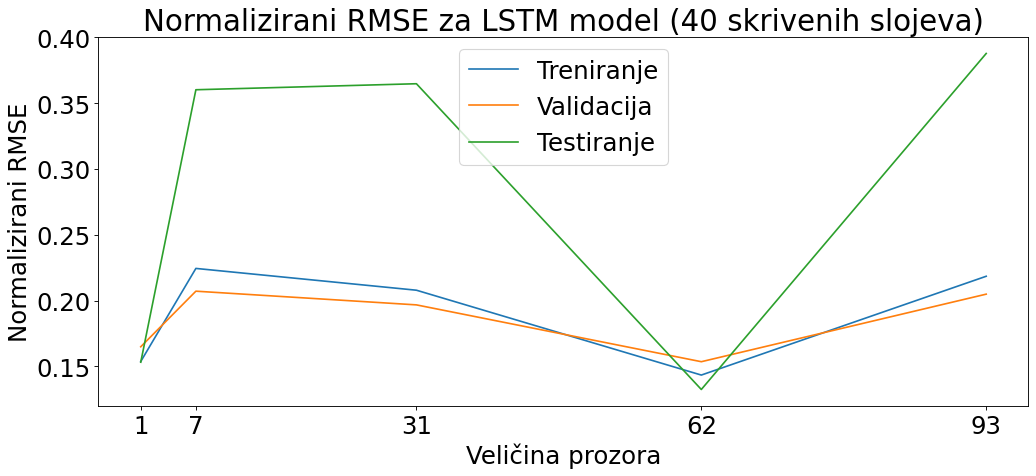 Normalizirani RMSE za LSTM model (40 skrivenih slojeva)
Normalizirani RMSE
0.40
0.35
0.30
0.25
0.20
0.15
Treniranje
Validacija
Testiranje
1 7 31 62 93
Veličina prozora